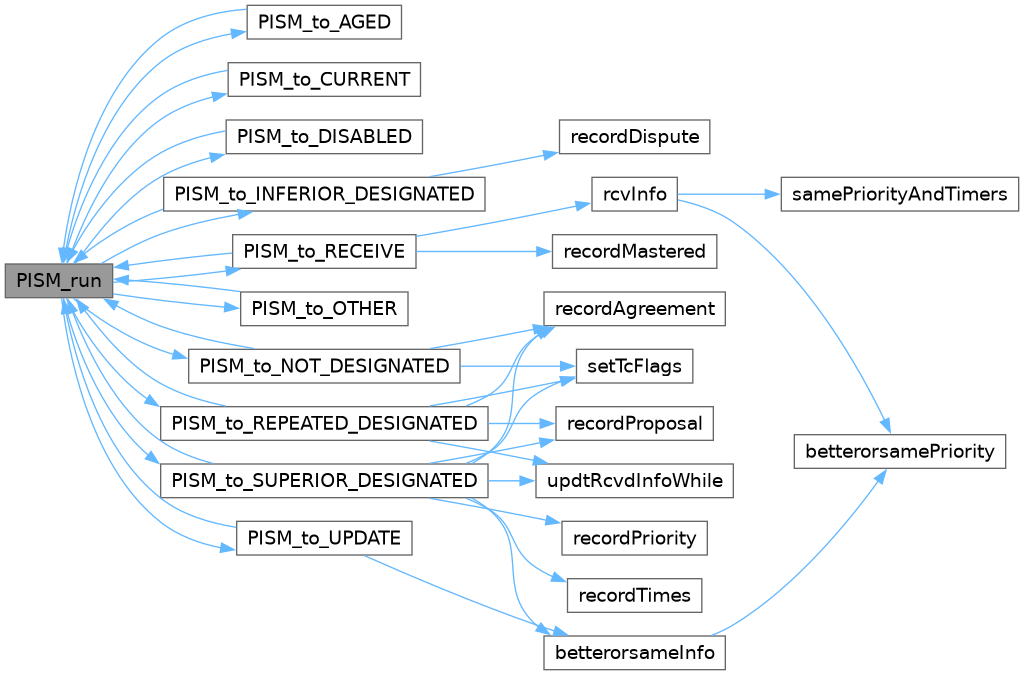 PISM_run
PISM_to_AGED
PISM_to_CURRENT
PISM_to_DISABLED
PISM_to_INFERIOR_DESIGNATED
PISM_to_RECEIVE
PISM_to_OTHER
PISM_to_NOT_DESIGNATED
PISM_to_REPEATED_DESIGNATED
PISM_to_SUPERIOR_DESIGNATED
PISM_to_UPDATE
recordDispute
rcvInfo
recordMastered
recordAgreement
setTcFlags
recordProposal
updtRcvdInfoWhile
recordPriority
recordTimes
betterorsameInfo
samePriorityAndTimers
betterorsamePriority